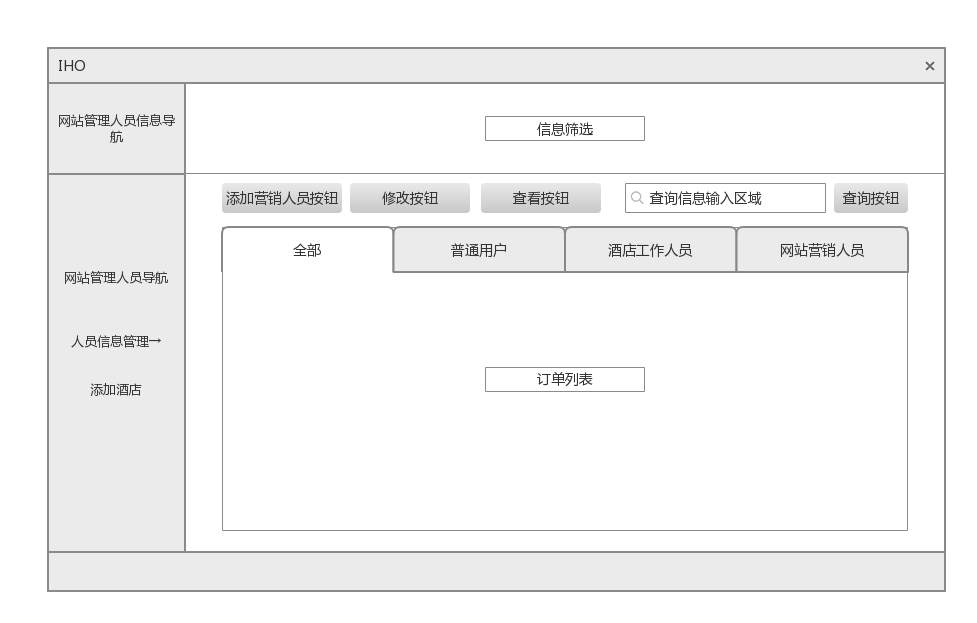 IHO
网站管理人员信息导
航
信息筛选
添加营销人员按钮
修改按钮
查看按钮
查询信息输入区域
查询按钮
全部
普通用户
酒店工作人员
网站营销人员
网站管理人员导航
人员信息管理→
添加酒店
订单列表